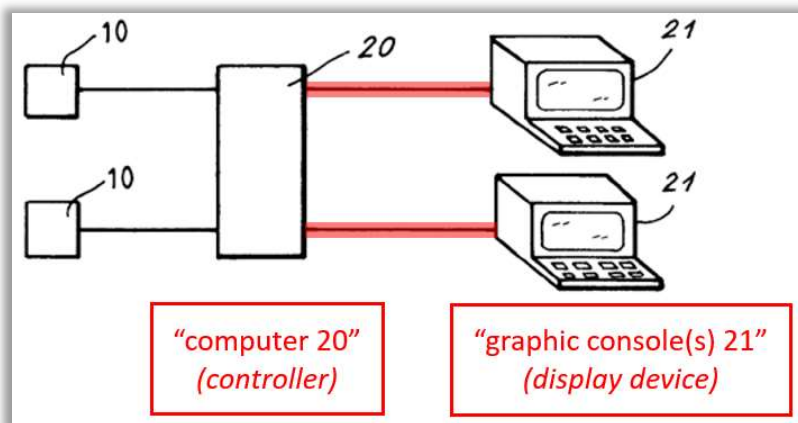 10
20
21
10
21
“computer 20”
(controller)
“graphic console(s) 21”
(display device)